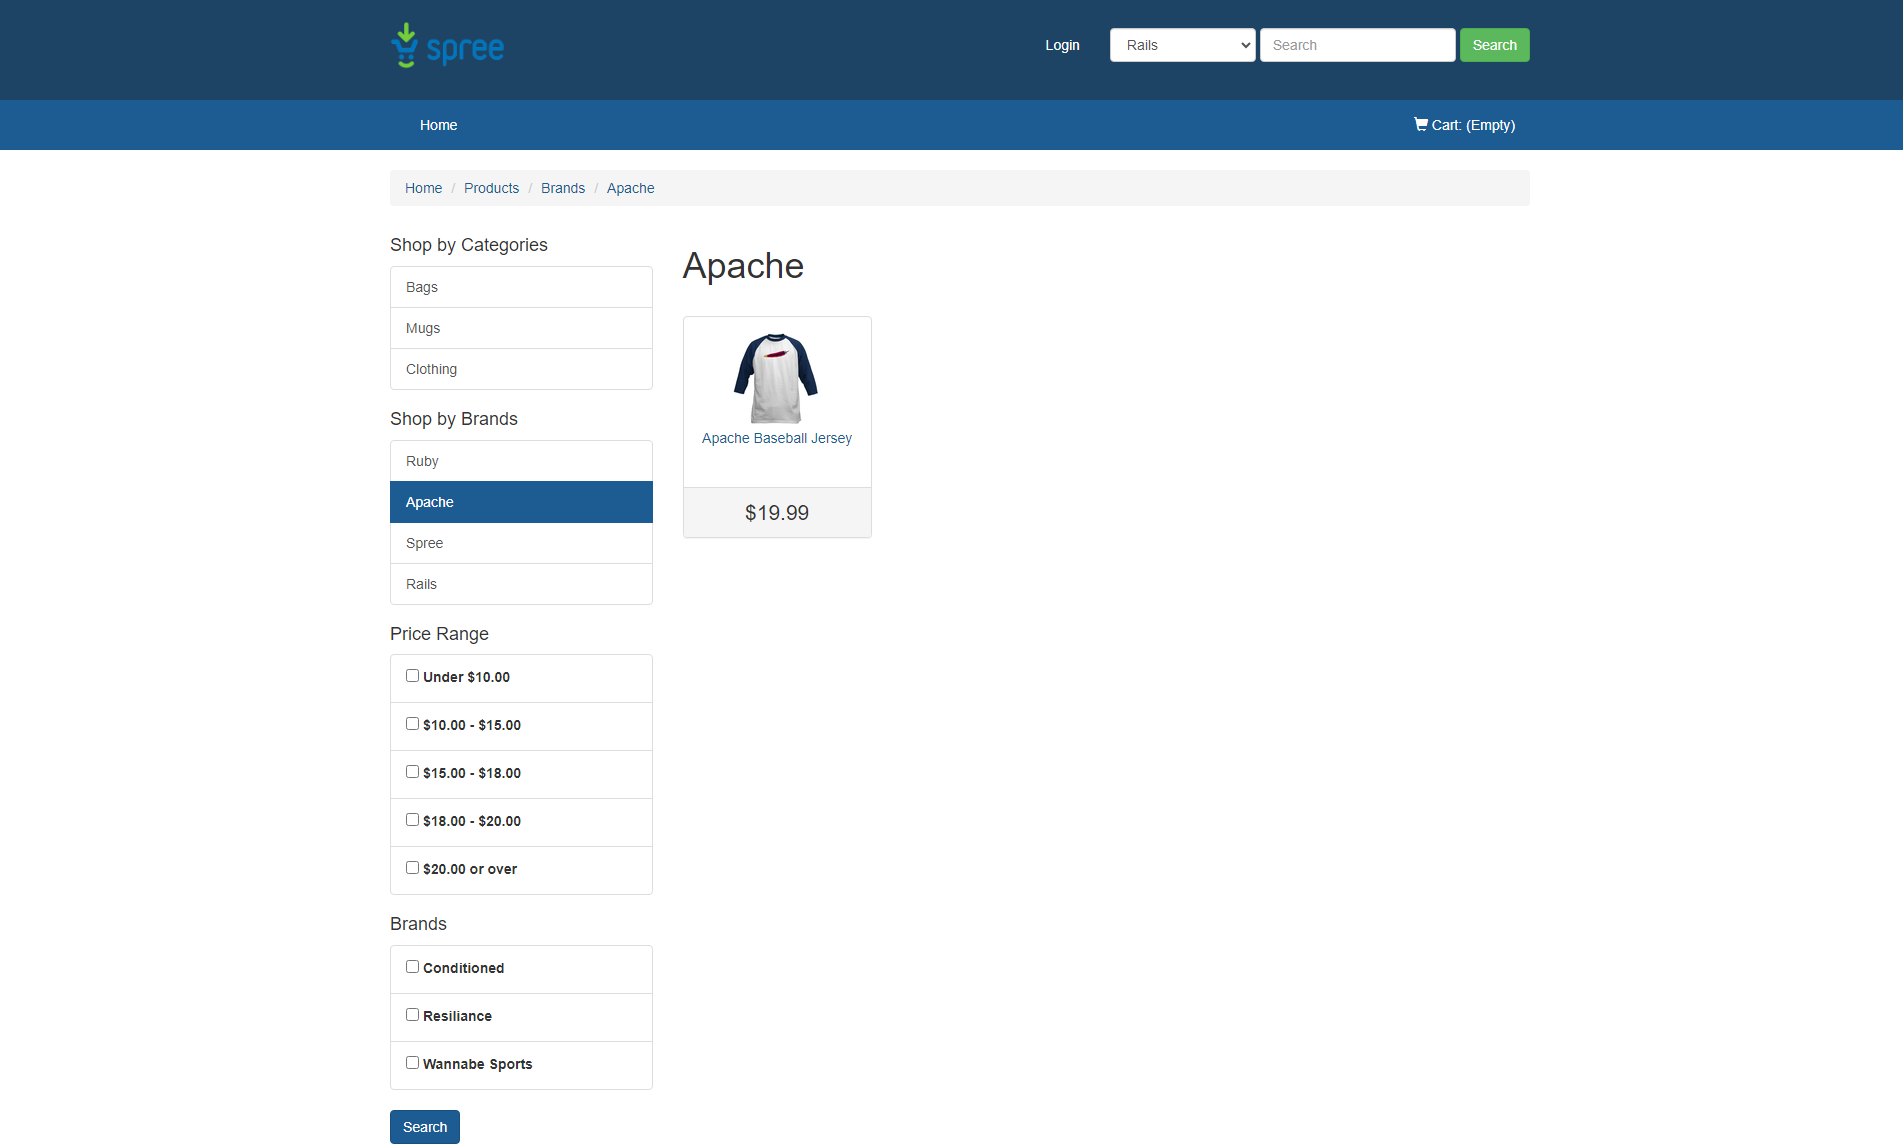 spree
Login Rails Search Search
Home Cart: (Empty)
Home / Products / Brands / Apache
Shop by Categories
Bags
Mugs
Clothing
Shop by Brands
Ruby
Apache
Spree
Rails
Price Range
Under $10.00
$10.00 - $15.00
$15.00 - $18.00
$18.00 - $20.00
$20.00 or over
Brands
Conditioned
Resiliance
Wannabe Sports
Search
Apache
Apache Baseball Jersey
$19.99